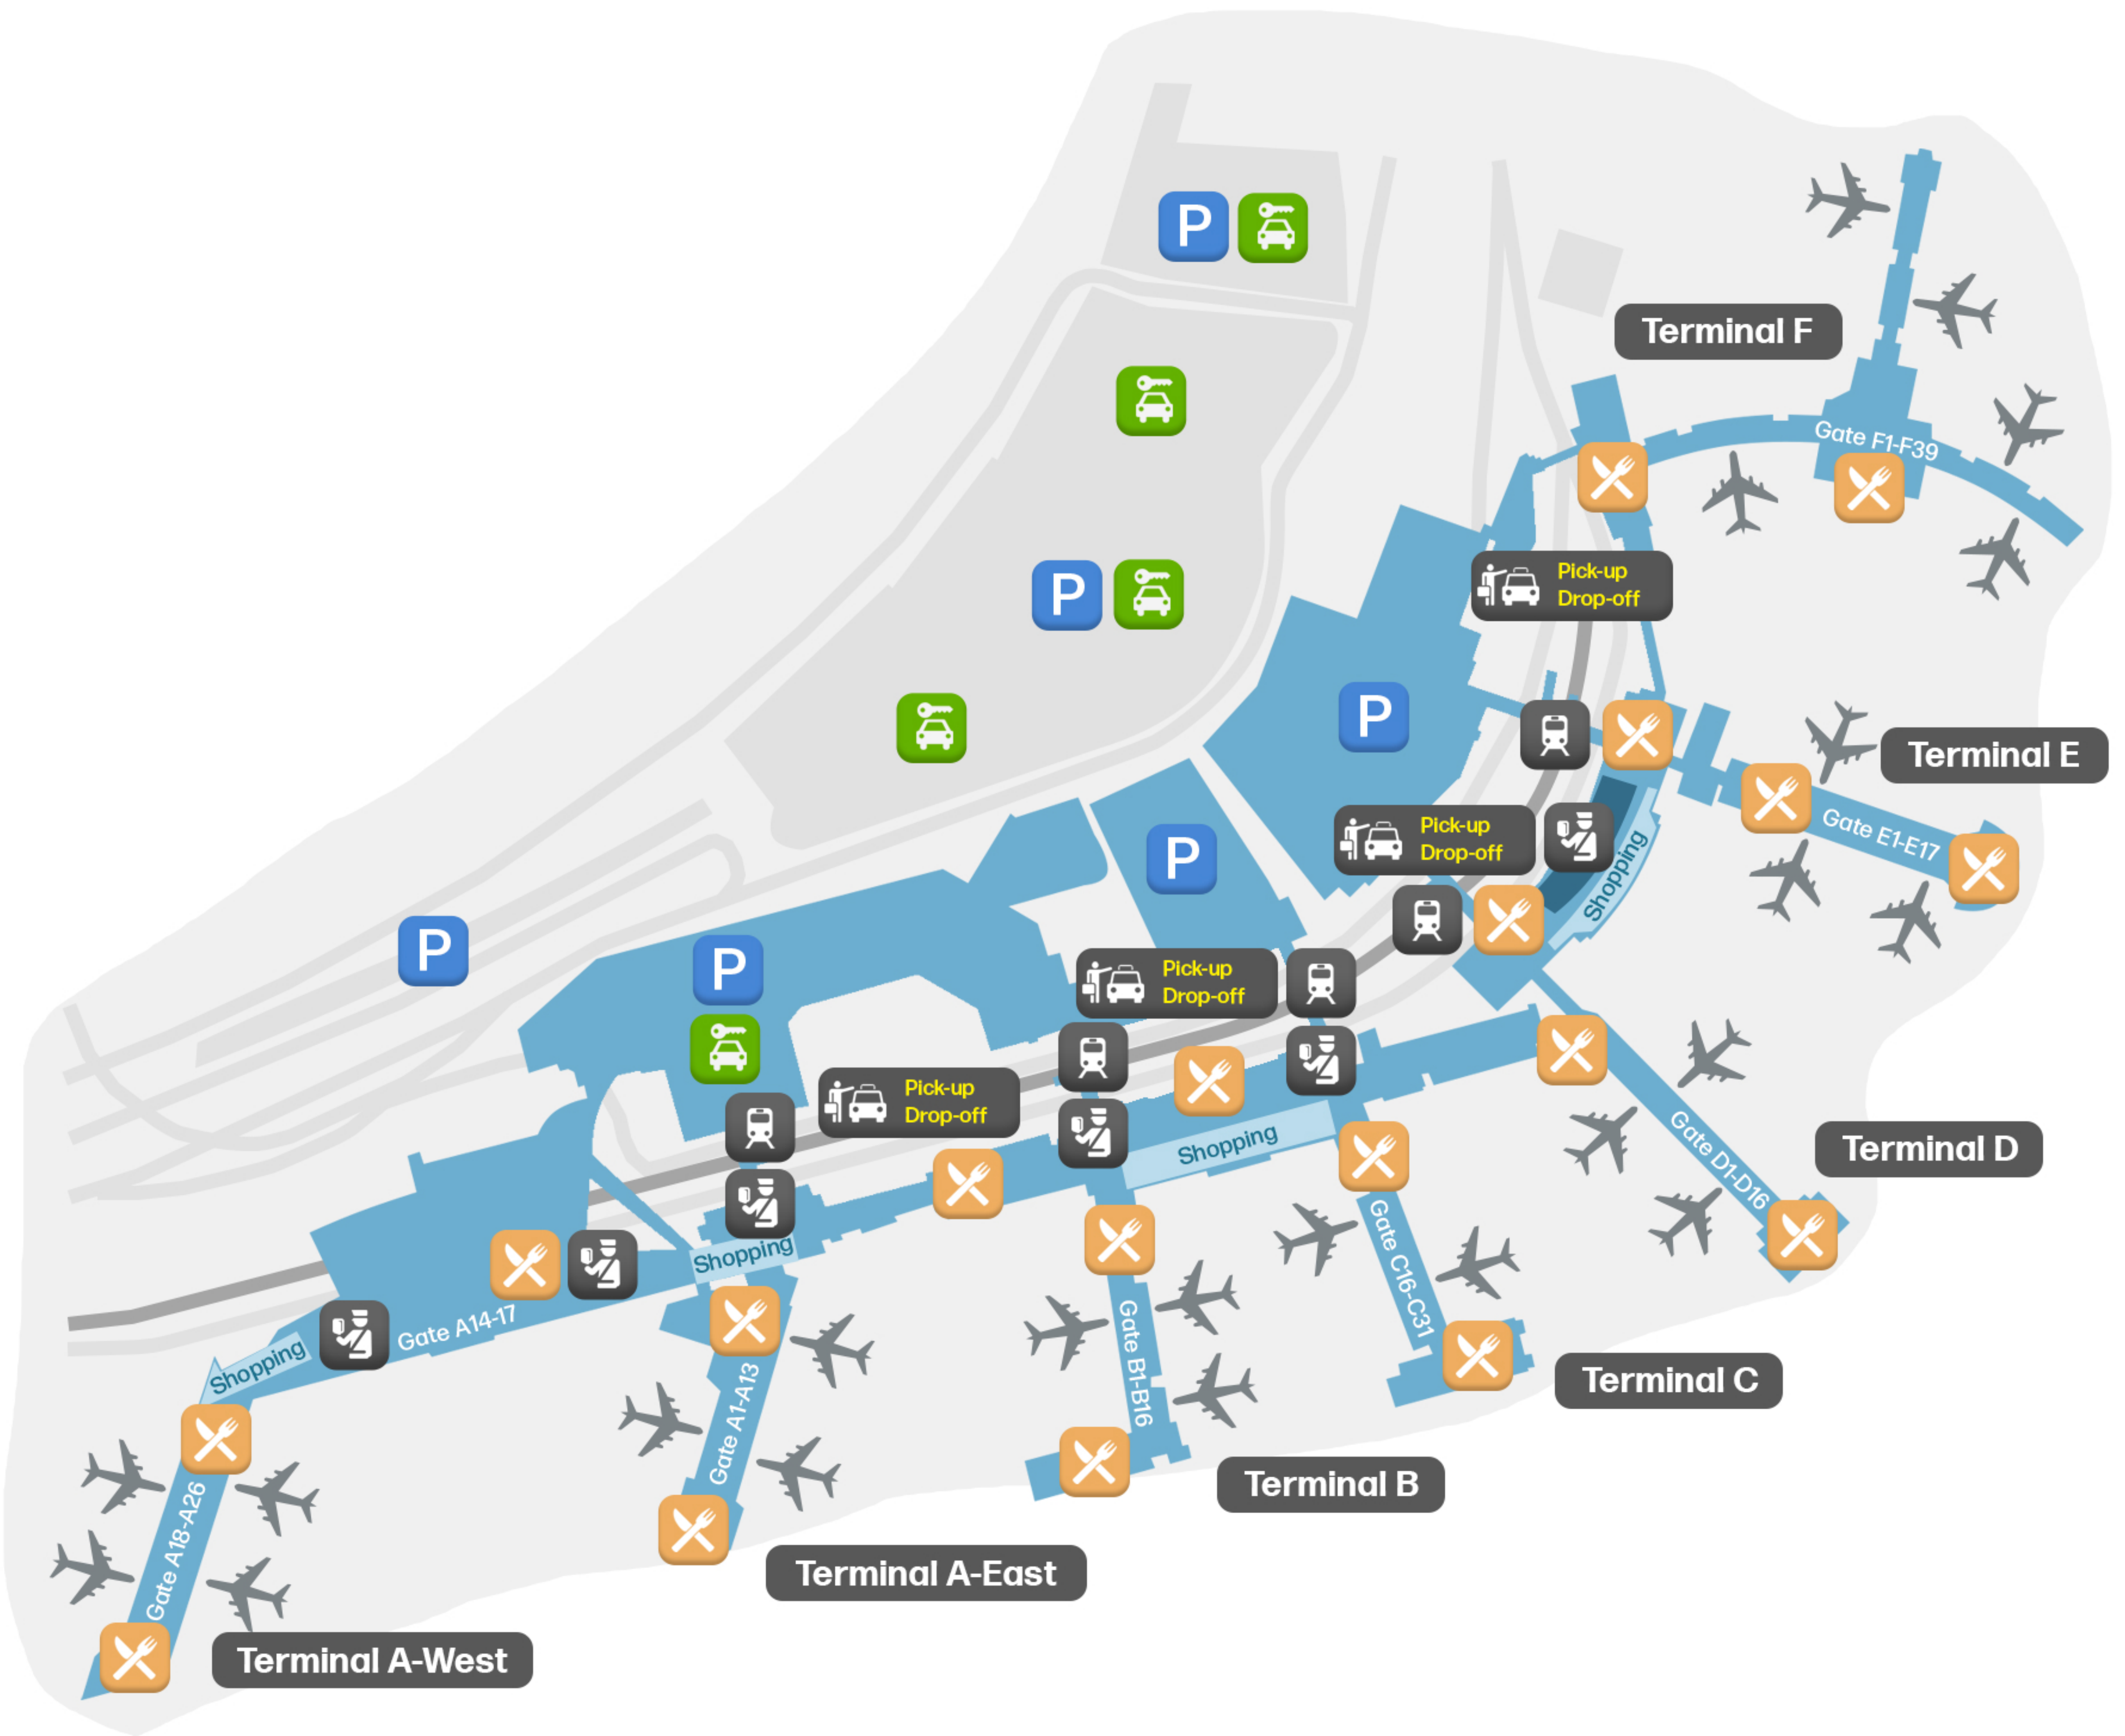 P
Terminal F
Gate F1-F39
Pick-up
Drop-off
P
P
Terminal E
Gate E1-E17
Pick-up
Drop-off
Shopping
P
P
P
Pick-up
Drop-off
Pick-up
Drop-off
Shopping
Gate D1-D16
Terminal D
Shopping
Gate C16-C31
Gate A14-17
Shopping
Gate B1-B16
Terminal C
Gate A1-A13
Terminal B
Gate A18-A26
Terminal A-East
Terminal A-West